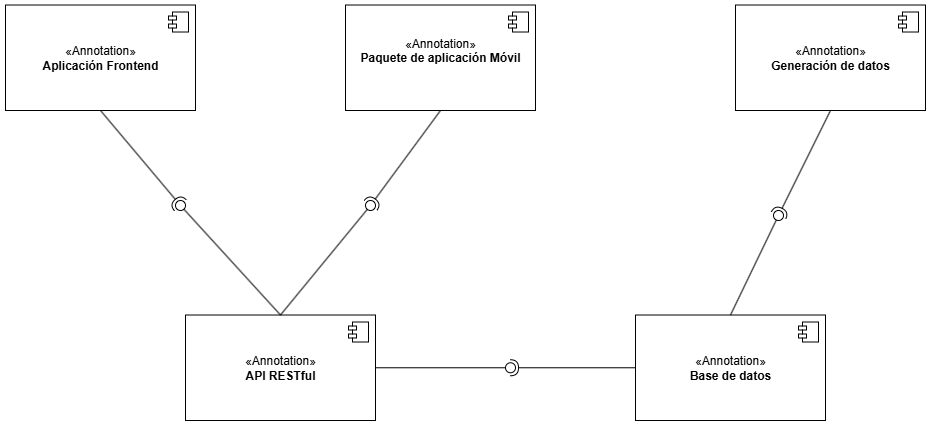 «Annotation»
Aplicación Frontend
«Annotation»
Paquete de aplicación Móvil
«Annotation»
Generación de datos
«Annotation»
API RESTful
«Annotation»
Base de datos